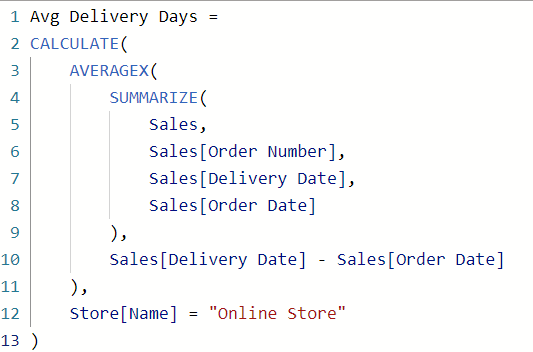 1 Avg Delivery Days =
2 CALCULATE(
3     AVERAGEX(
4         SUMMARIZE(
5             Sales,
6             Sales[Order Number],
7             Sales[Delivery Date],
8             Sales[Order Date]
9         ),
10         Sales[Delivery Date] - Sales[Order Date]
11     ),
12     Store[Name] = "Online Store"
13 )